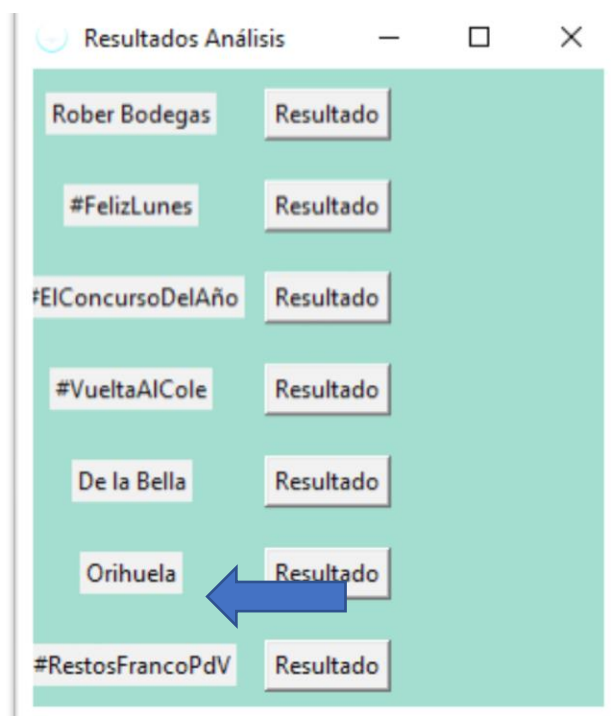 Resultados Análisis
Rober Bodegas Resultado
#FelizLunes Resultado
#ElConcursoDelAño Resultado
#VueltaAlCole Resultado
De la Bella Resultado
Orihuela Resultado
#RestosFrancoPdV Resultado